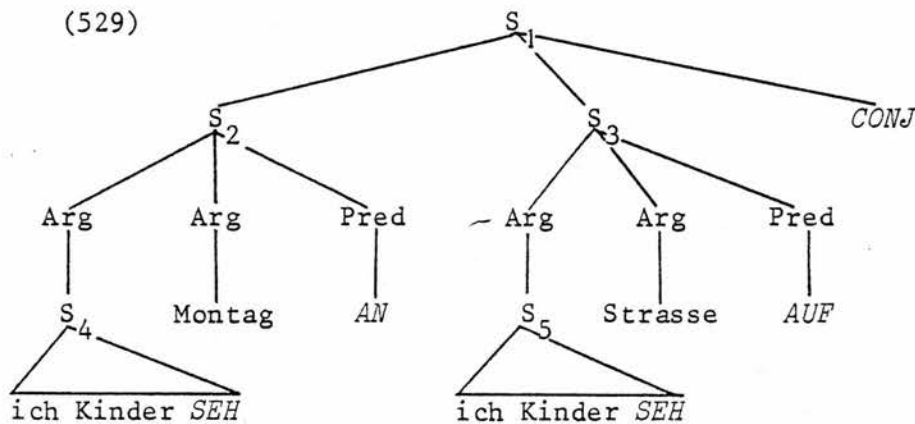 (529)
S1
S2 S3 CONJ
Arg Arg Pred Arg Arg Pred
S4 Montag AN S5 Strasse AUF
ich Kinder SEH ich Kinder SEH